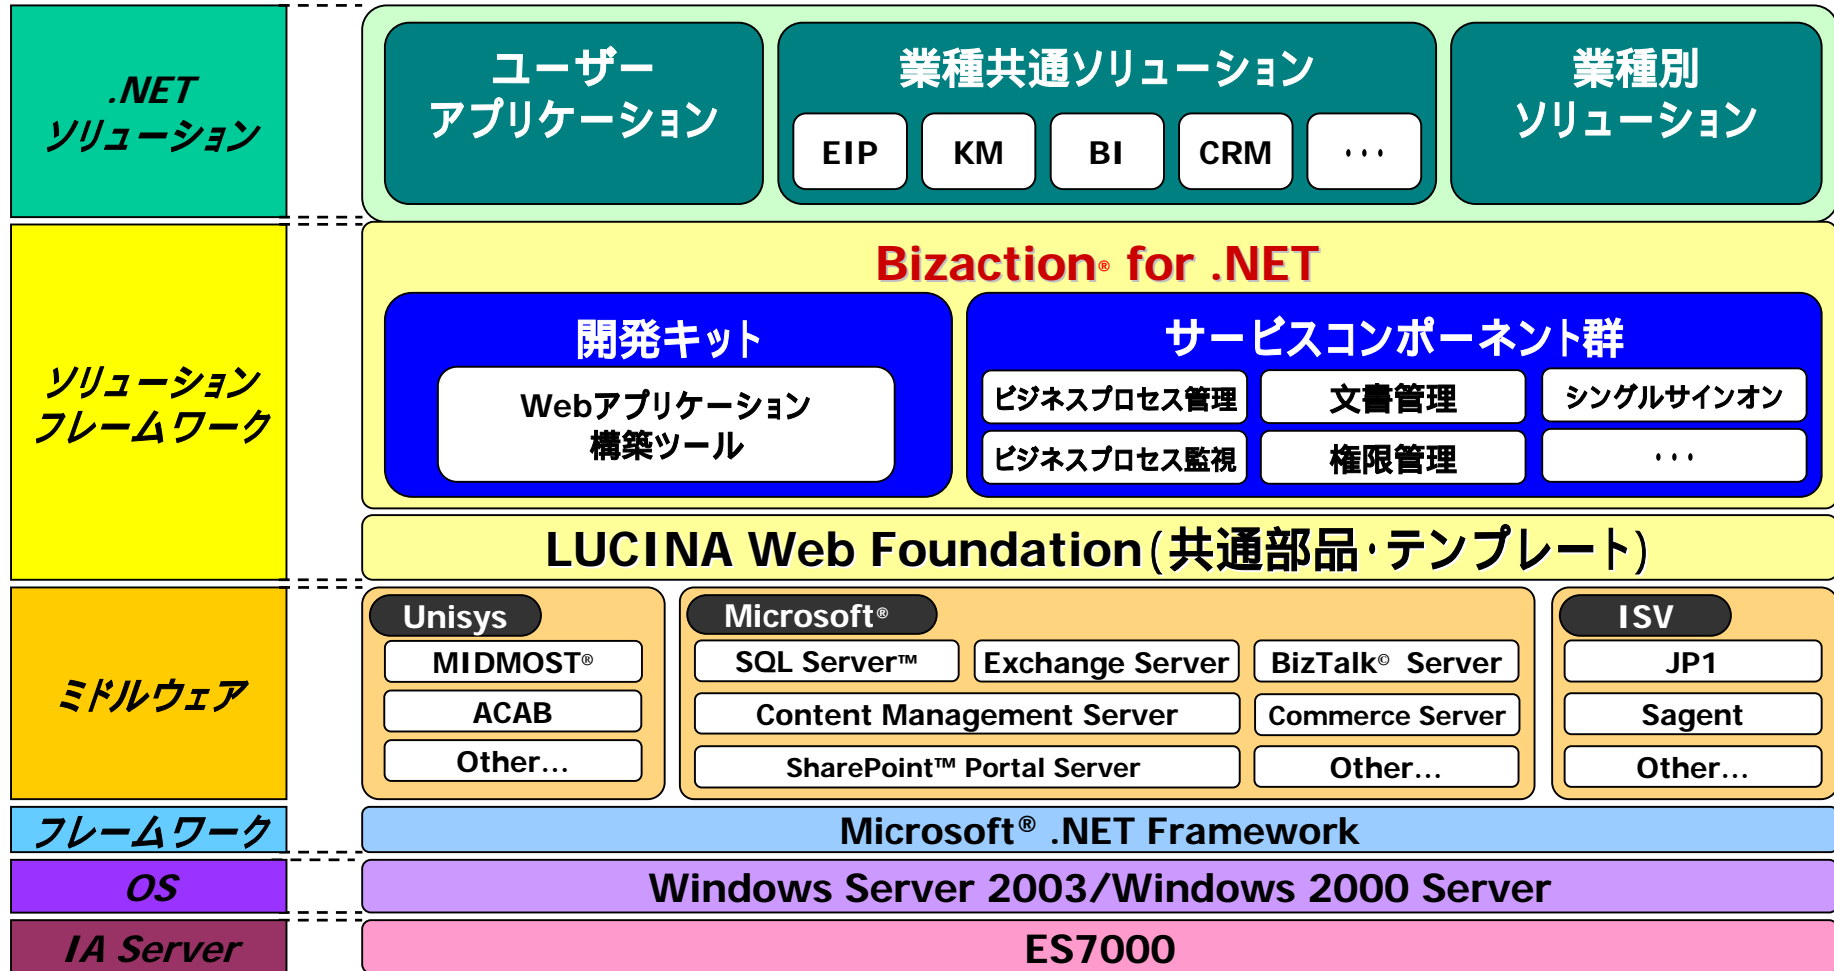 .NET
ソリューション
ユーザー
アプリケーション
業種共通ソリューション
EIP
KM
BI
CRM
・・・
業種別
ソリューション
ソリューション
フレームワーク
Bizaction® for .NET
開発キット
Webアプリケーション
構築ツール
サービスコンポーネント群
ビジネスプロセス管理
文書管理
シングルサインオン
ビジネスプロセス監視
権限管理
・・・
LUCINA Web Foundation(共通部品・テンプレート)
ミドルウェア
Unisys
MIDMOST®
ACAB
Other…
Microsoft®
SQL Server™
Exchange Server
BizTalk© Server
Content Management Server
Commerce Server
SharePoint™ Portal Server
Other…
ISV
JP1
Sagent
Other…
フレームワーク
Microsoft® .NET Framework
OS
Windows Server 2003/Windows 2000 Server
IA Server
ES7000